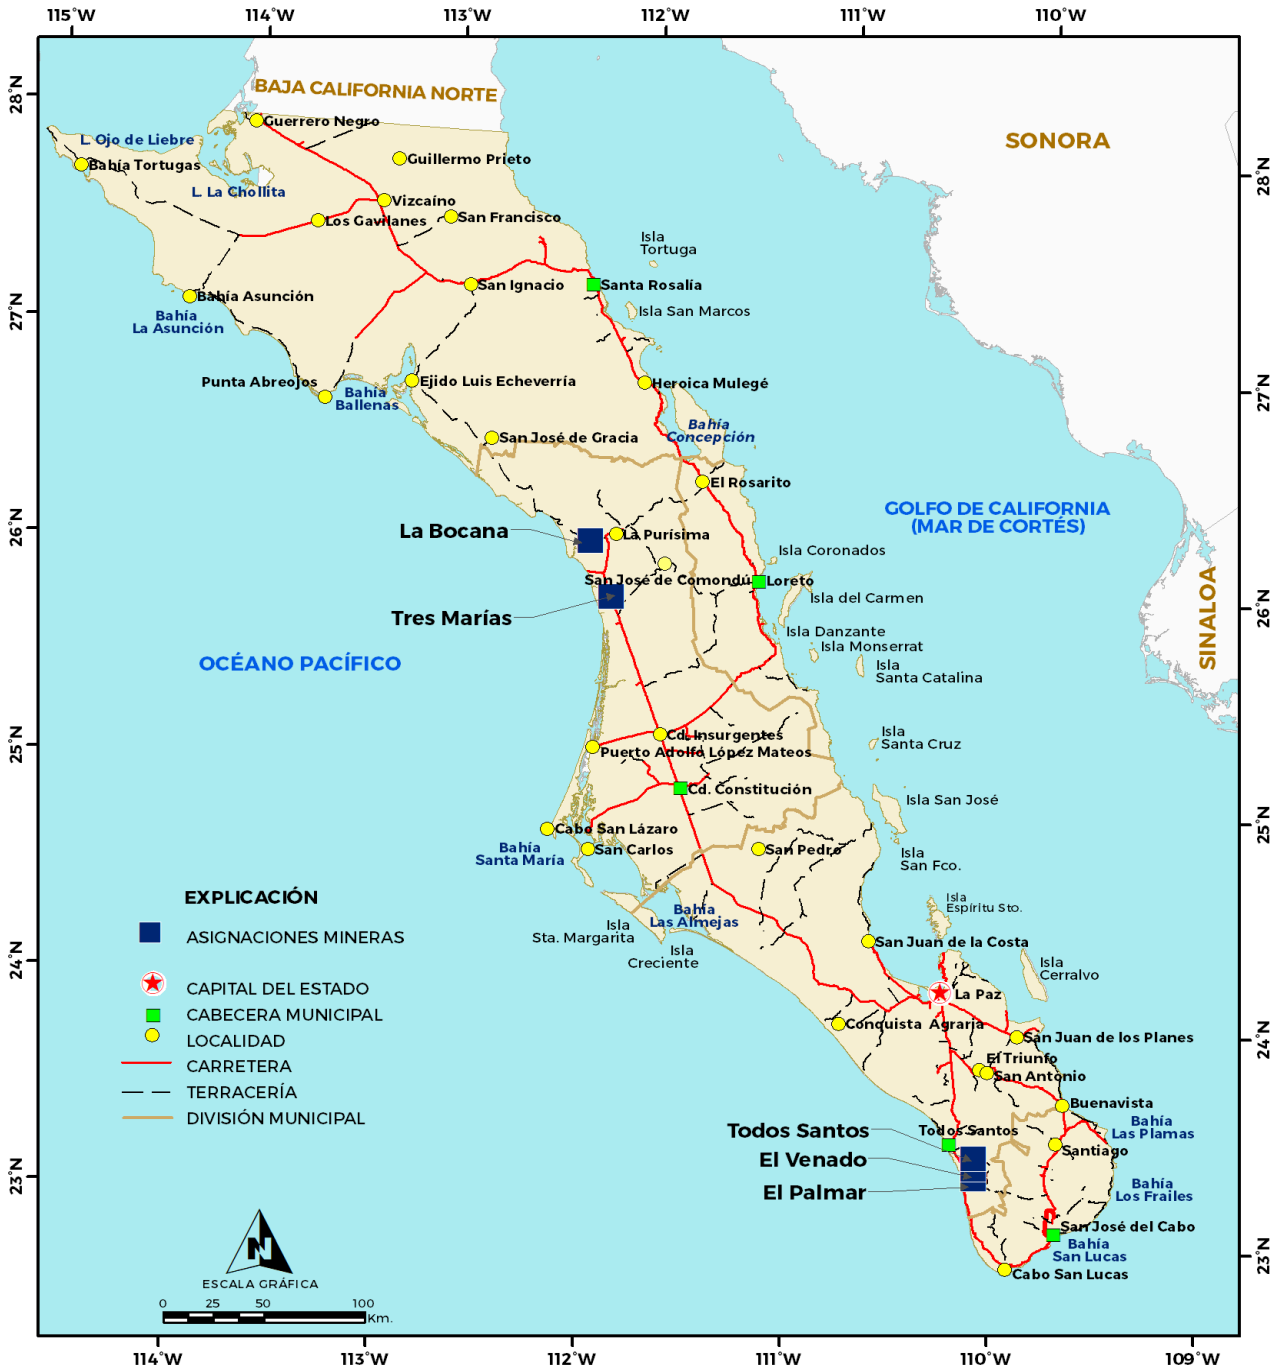 115°W 114°W 113°W 112°W 111°W 110°W
28°N
27°N
26°N
25°N
24°N
23°N
28°N
27°N
26°N
25°N
24°N
23°N
BAJA CALIFORNIA NORTE
SONORA
SINALOA
Guerrero Negro
L. Ojo de Liebre
Bahía Tortugas
Guillermo Prieto
L. La Chollita
Vizcaíno
Los Gavilanes
San Francisco
Isla
Tortuga
San Ignacio
Santa Rosalía
Bahía Asunción
Isla San Marcos
Bahía
La Asunción
Punta Abreojos
Ejido Luis Echeverría
Heroica Mulegé
Bahía
Ballenas
Bahía
Concepción
San José de Gracia
El Rosarito
GOLFO DE CALIFORNIA
(MAR DE CORTÉS)
La Bocana
La Purísima
Isla Coronados
San José de Comondú
Loreto
Isla del Carmen
Tres Marías
Isla Danzante
Isla Monserrat
OCÉANO PACÍFICO
Isla
Santa Catalina
Cd. Insurgentes
Isla
Santa Cruz
Puerto Adolfo López Mateos
Cd. Constitución
Isla San José
Cabo San Lázaro
Bahía
Santa María
San Carlos
San Pedro
Isla
San Fco.
Isla
Espíritu Sto.
Bahía
Las Almejas
Isla
Sta. Margarita
Isla
Creciente
San Juan de la Costa
Isla
Cerralvo
La Paz
Conquista Agraria
San Juan de los Planes
El Triunfo
San Antonio
Buenavista
Todos Santos
Todos Santos
Bahía
Las Plamas
El Venado
Santiago
El Palmar
Bahía
Los Frailes
San José del Cabo
Bahía
San Lucas
Cabo San Lucas
EXPLICACIÓN
ASIGNACIONES MINERAS
CAPITAL DEL ESTADO
CABECERA MUNICIPAL
LOCALIDAD
CARRETERA
TERRACERÍA
DIVISIÓN MUNICIPAL
N
ESCALA GRÁFICA
0 25 50 100
Km.
114°W 113°W 112°W 111°W 110°W 109°W